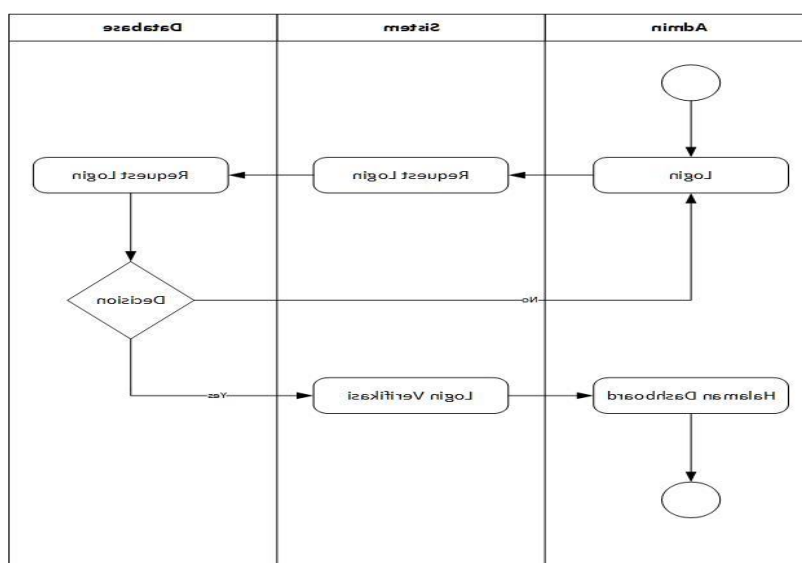 Admin
Sistem
Database
Login
Request Login
Request Login
Decision
No
Yes
Login Verifikasi
Halaman Dashboard